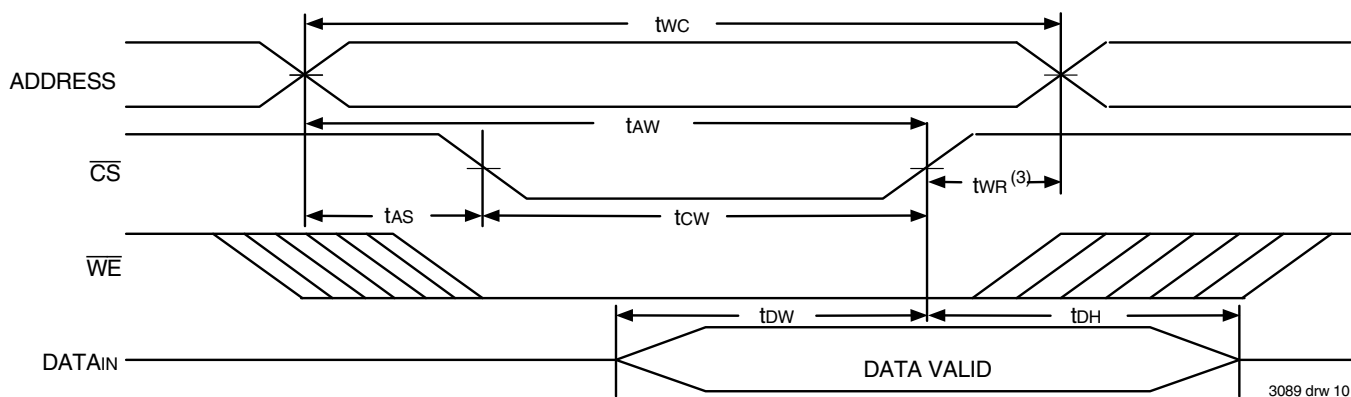 tWC
ADDRESS
tAW
CS
tWR (3)
tAS
tCW
WE
tDW
tDH
DATAIN
DATA VALID
3089 drw 10